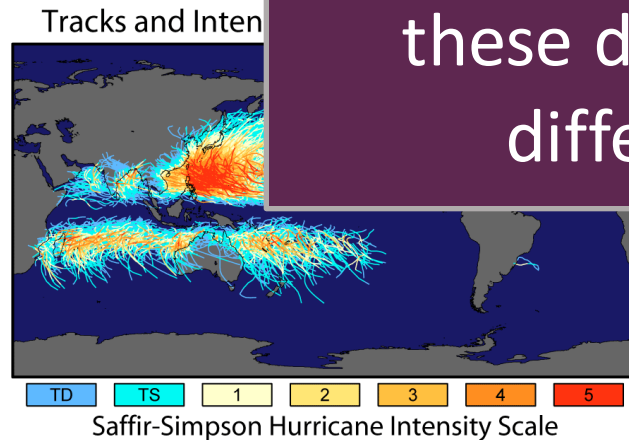 Tracks and Inten
these d
diffe
TD TS 1 2 3 4 5
Saffir-Simpson Hurricane Intensity Scale